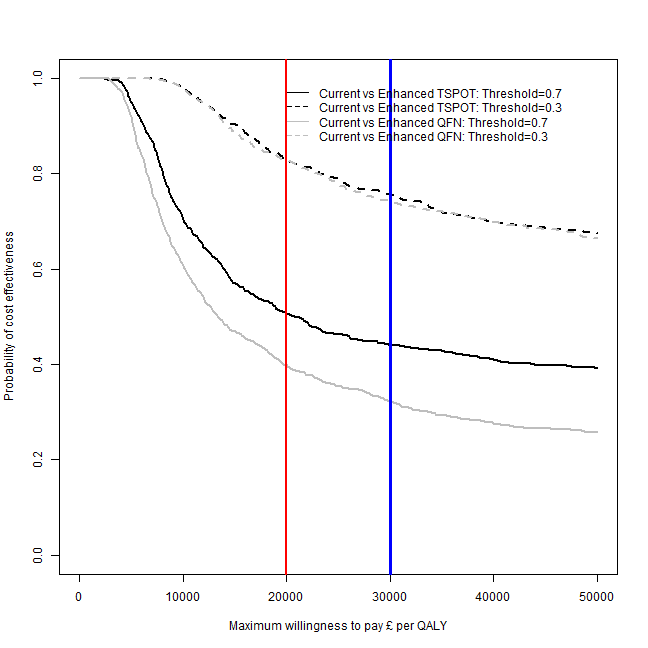 Current vs Enhanced TSPOT: Threshold=0.7
Current vs Enhanced TSPOT: Threshold=0.3
Current vs Enhanced QFN: Threshold=0.7
Current vs Enhanced QFN: Threshold=0.3
Probability of cost effectiveness
1.0
0.8
0.6
0.4
0.2
0.0
0 10000 20000 30000 40000 50000
Maximum willingness to pay £ per QALY